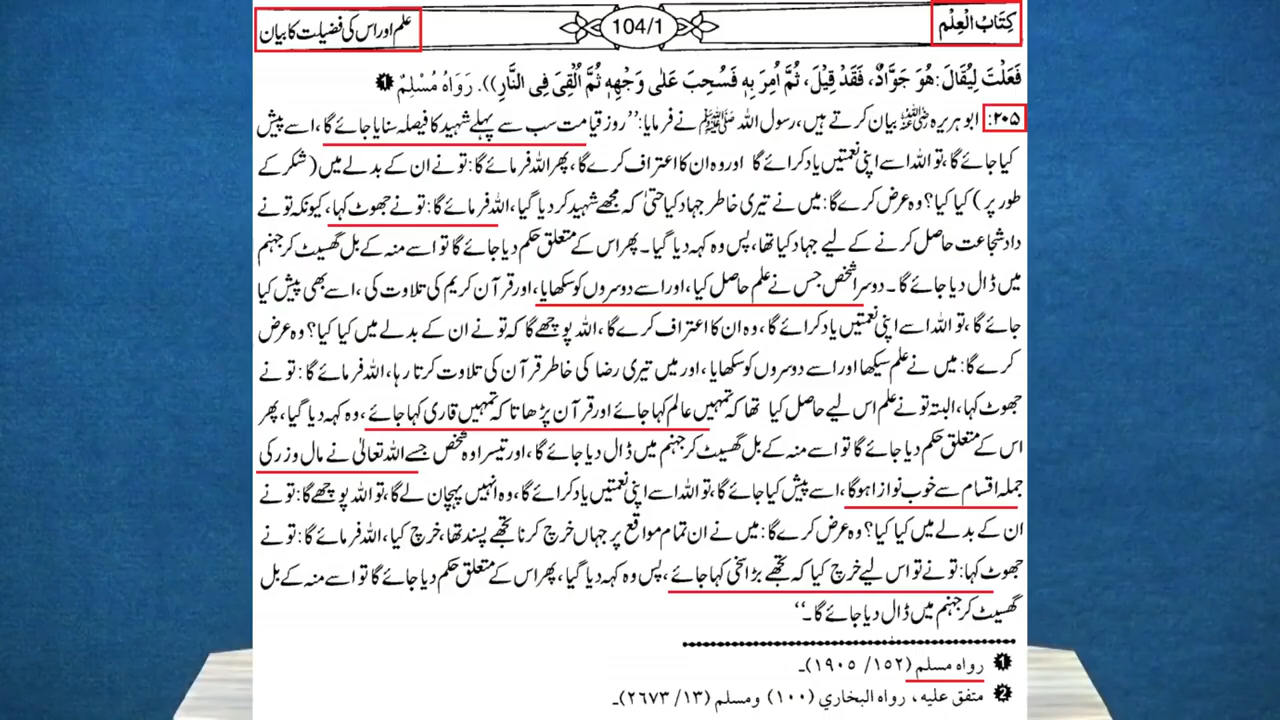 كِتَابُ الْعِلْمِ
104/1
علم اور اس کی فضیلت کا بیان
فَعَلْتَ لِيُقَالَ: هُوَ جَوَّادٌ، فَقَدْ قِيْلَ، ثُمَّ اُمِرَ بِهٖ فَسُحِبَ عَلٰى وَجْهِهٖ ثُمَّ اُلْقِىَ فِى النَّارِ)). رَوَاهُ مُسْلِمٌ ❶
۲۰۵: ابو ہریرہ رضی اللہ عنہ بیان کرتے ہیں، رسول اللہ ﷺ نے فرمایا: ’’روز قیامت سب سے پہلے شہید کا فیصلہ سنایا جائے گا، اسے پیش
کیا جائے گا، تو اللہ اسے اپنی نعمتیں یاد کرائے گا اور وہ ان کا اعتراف کرے گا، پھر اللہ فرمائے گا: تو نے ان کے بدلے میں (شکر کے
طور پر) کیا کیا؟ وہ عرض کرے گا: میں نے تیری خاطر جہاد کیا حتیٰ کہ مجھے شہید کر دیا گیا، اللہ فرمائے گا: تو نے جھوٹ کہا، کیونکہ تو نے
داد شجاعت حاصل کرنے کے لیے جہاد کیا تھا، پس وہ کہہ دیا گیا۔ پھر اس کے متعلق حکم دیا جائے گا تو اسے منہ کے بل گھسیٹ کر جہنم
میں ڈال دیا جائے گا۔ دوسرا شخص جس نے علم حاصل کیا، اور اسے دوسروں کو سکھایا، اور قرآن کریم کی تلاوت کی، اسے بھی پیش کیا
جائے گا، تو اللہ اسے اپنی نعمتیں یاد کرائے گا، وہ ان کا اعتراف کرے گا، اللہ پوچھے گا کہ تو نے ان کے بدلے میں کیا کیا؟ وہ عرض
کرے گا: میں نے علم سیکھا اور اسے دوسروں کو سکھایا، اور میں تیری رضا کی خاطر قرآن کی تلاوت کرتا رہا، اللہ فرمائے گا: تو نے
جھوٹ کہا، البتہ تو نے علم اس لیے حاصل کیا تھا کہ تمہیں عالم کہا جائے اور قرآن پڑھا تاکہ تمہیں قاری کہا جائے، وہ کہہ دیا گیا، پھر
اس کے متعلق حکم دیا جائے گا تو اسے منہ کے بل گھسیٹ کر جہنم میں ڈال دیا جائے گا، اور تیسرا وہ شخص جسے اللہ تعالیٰ نے مال و زر کی
جملہ اقسام سے خوب نوازا ہوگا، اسے پیش کیا جائے گا، تو اللہ اسے اپنی نعمتیں یاد کرائے گا، وہ انہیں پہچان لے گا، تو اللہ پوچھے گا: تو نے
ان کے بدلے میں کیا کیا؟ وہ عرض کرے گا: میں نے ان تمام مواقع پر جہاں خرچ کرنا تجھے پسند تھا، خرچ کیا، اللہ فرمائے گا: تو نے
جھوٹ کہا: تو نے تو اس لیے خرچ کیا کہ تجھے بڑا سخی کہا جائے، پس وہ کہہ دیا گیا، پھر اس کے متعلق حکم دیا جائے گا تو اسے منہ کے بل
گھسیٹ کر جہنم میں ڈال دیا جائے گا۔‘‘
❶ رواه مسلم (١٥٢/ ١٩٠٥)۔
❷ متفق عليه، رواه البخاري (١٠٠) ومسلم (١٣/ ٢٦٧٣)۔